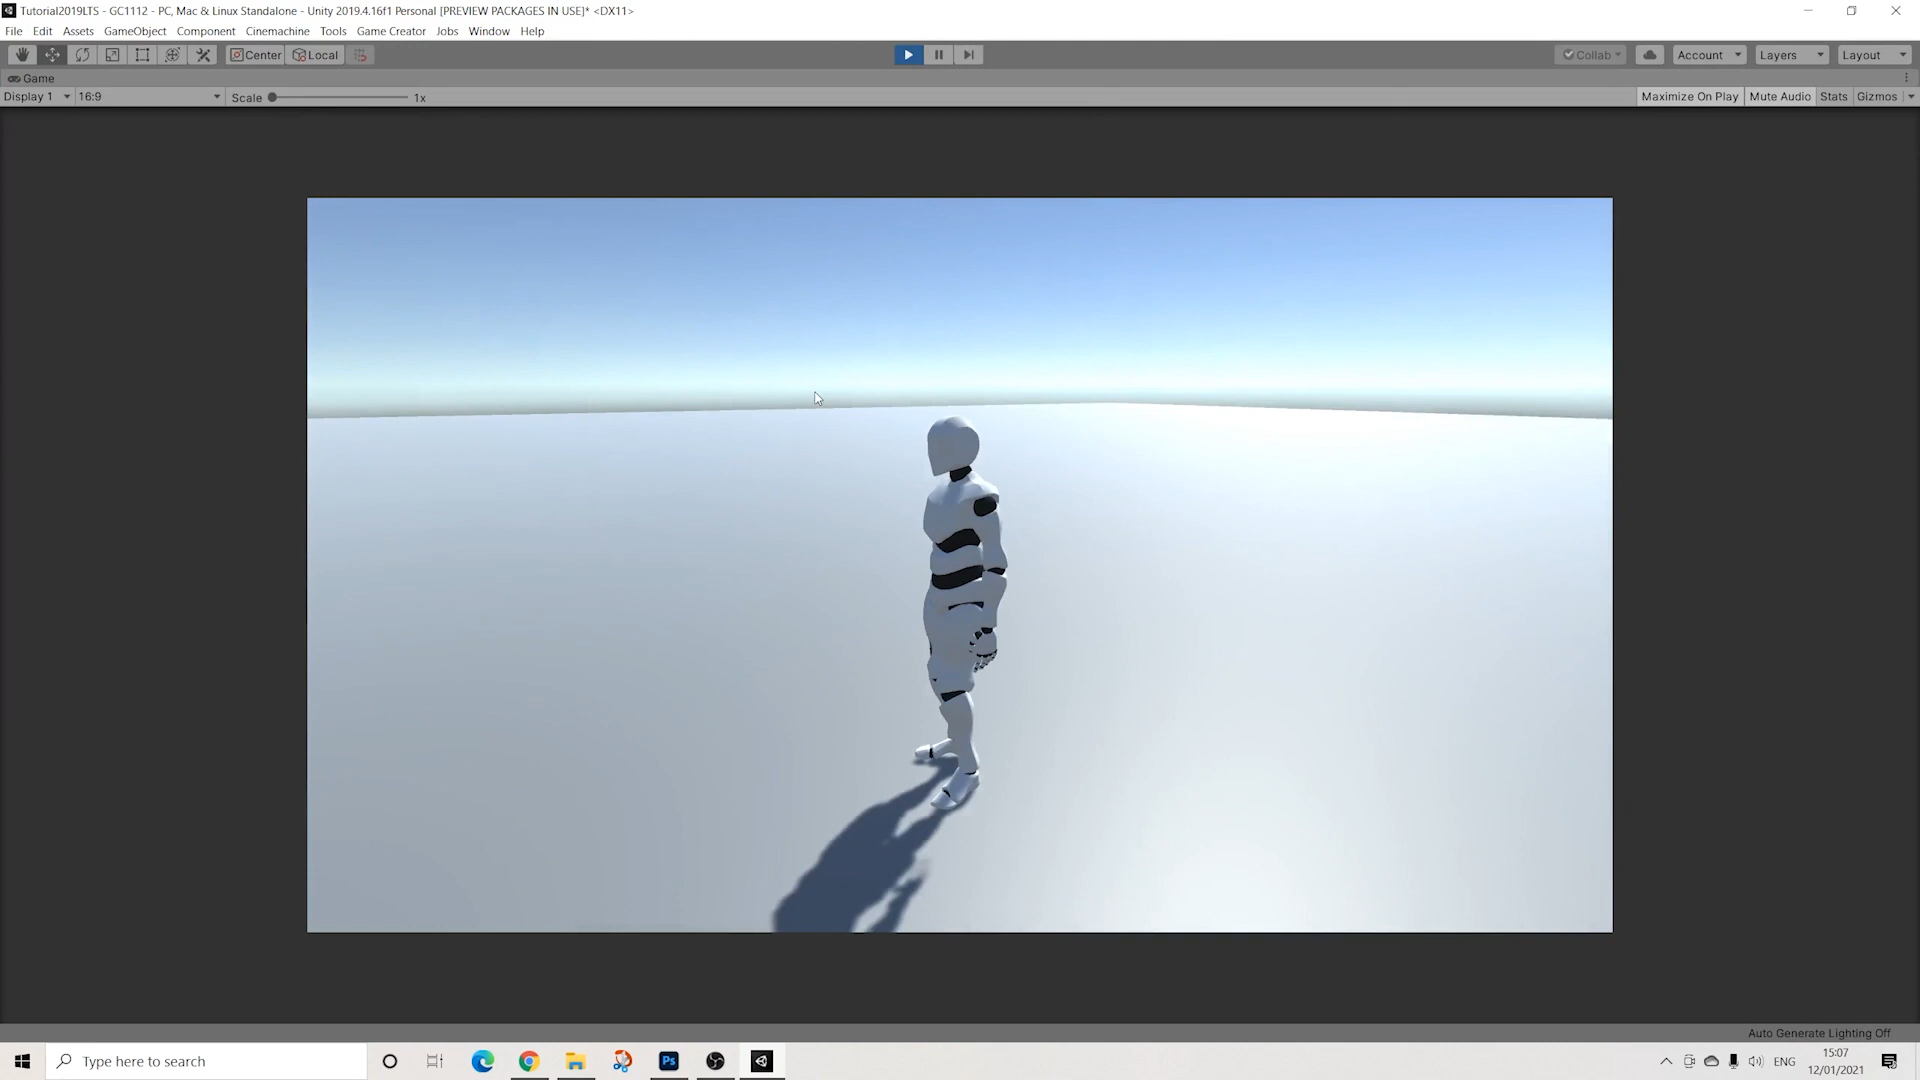 Tutorial2019LTS - GC1112 - PC, Mac & Linux Standalone - Unity 2019.4.16f1 Personal [PREVIEW PACKAGES IN USE]* <DX11>
File Edit Assets GameObject Component Cinemachine Tools Game Creator Jobs Window Help
Center Local Collab Account Layers Layout
Game
Display 1 16:9 Scale 1x Maximize On Play Mute Audio Stats Gizmos
Auto Generate Lighting Off
Type here to search
Ps
ENG
15:07
12/01/2021